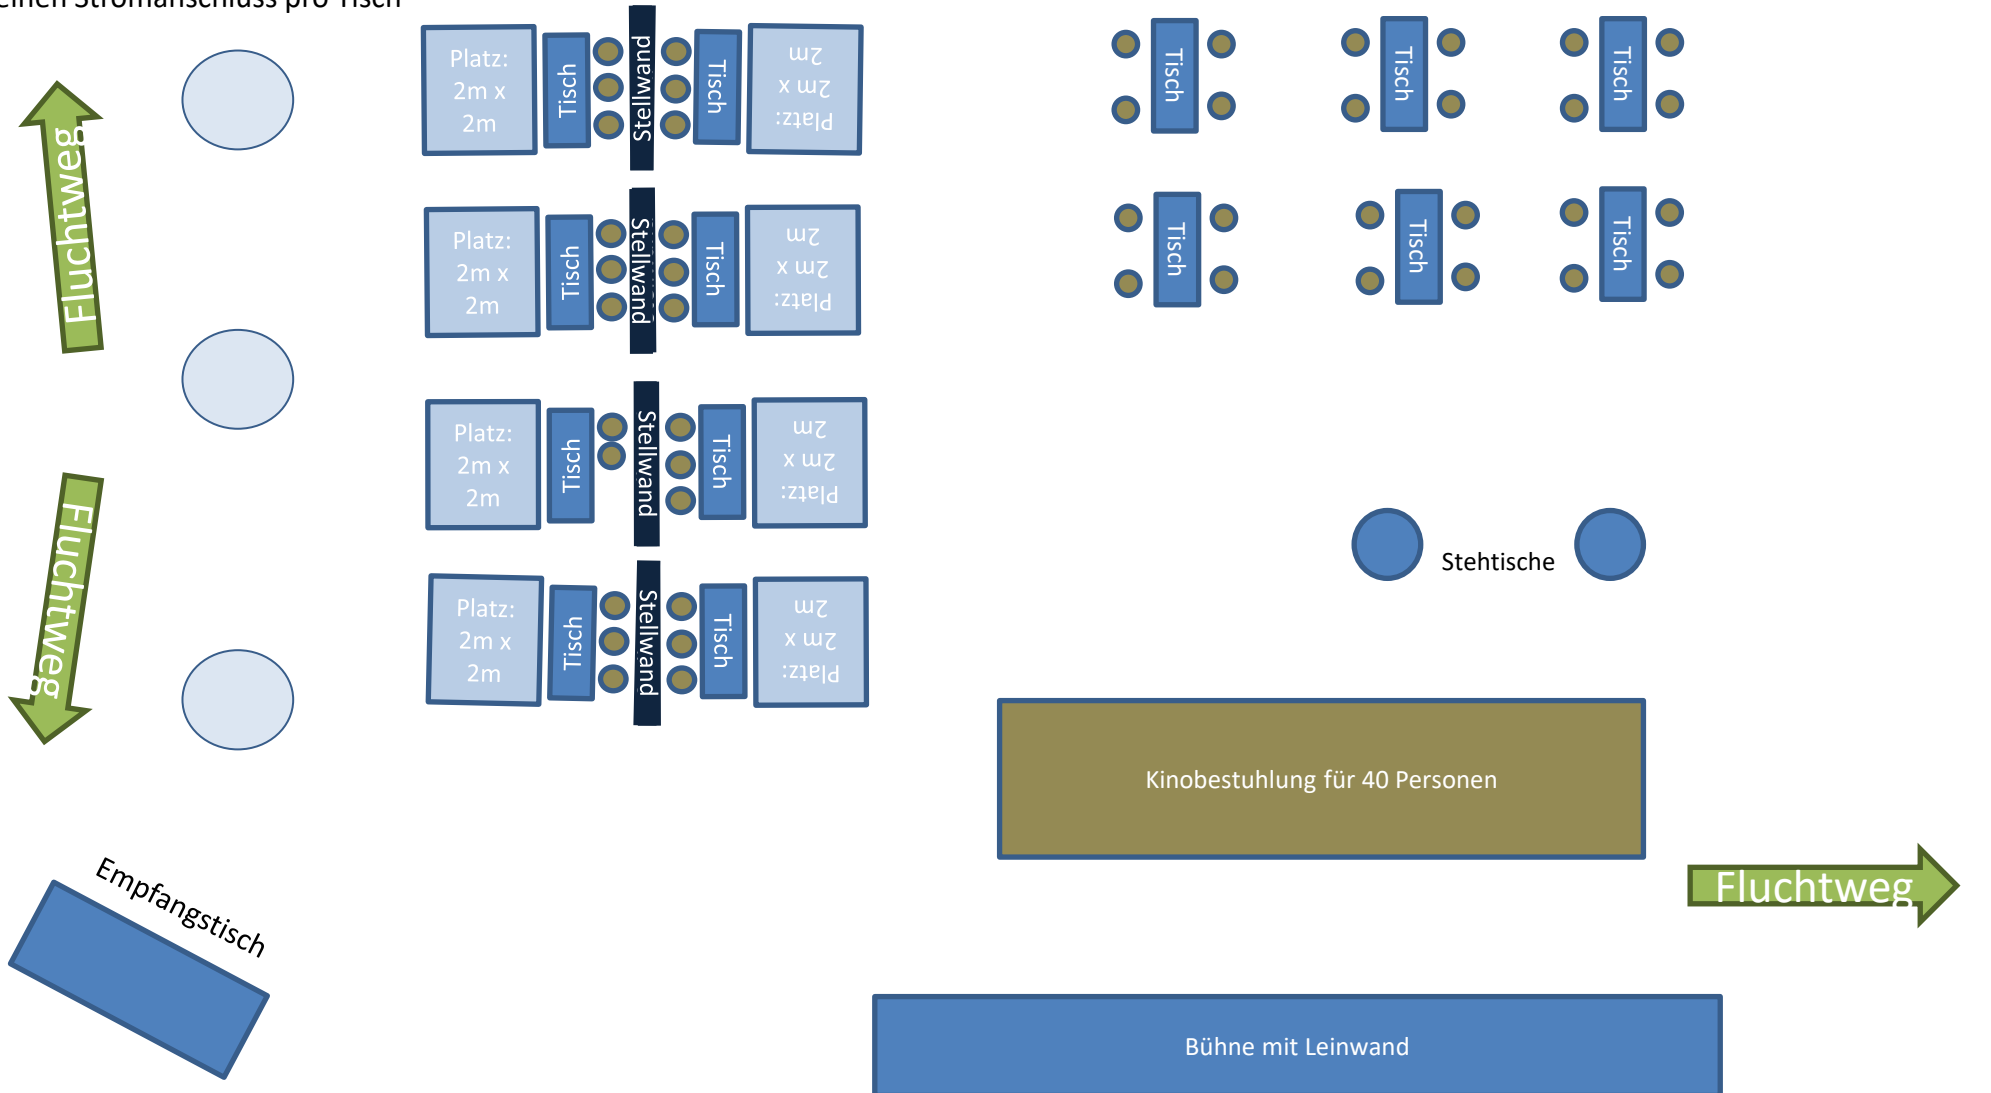 einen Stromanschluss pro Tisch
Fluchtweg
Fluchtweg
Platz:
2m x
2m
Tisch
Stellwand
Tisch
Platz:
2m x
2m
Platz:
2m x
2m
Tisch
Stellwand
Tisch
Platz:
2m x
2m
Platz:
2m x
2m
Tisch
Stellwand
Tisch
Platz:
2m x
2m
Platz:
2m x
2m
Tisch
Stellwand
Tisch
Platz:
2m x
2m
Tisch
Tisch
Tisch
Tisch
Tisch
Tisch
Stehtische
Kinobestuhlung für 40 Personen
Fluchtweg
Empfangstisch
Bühne mit Leinwand